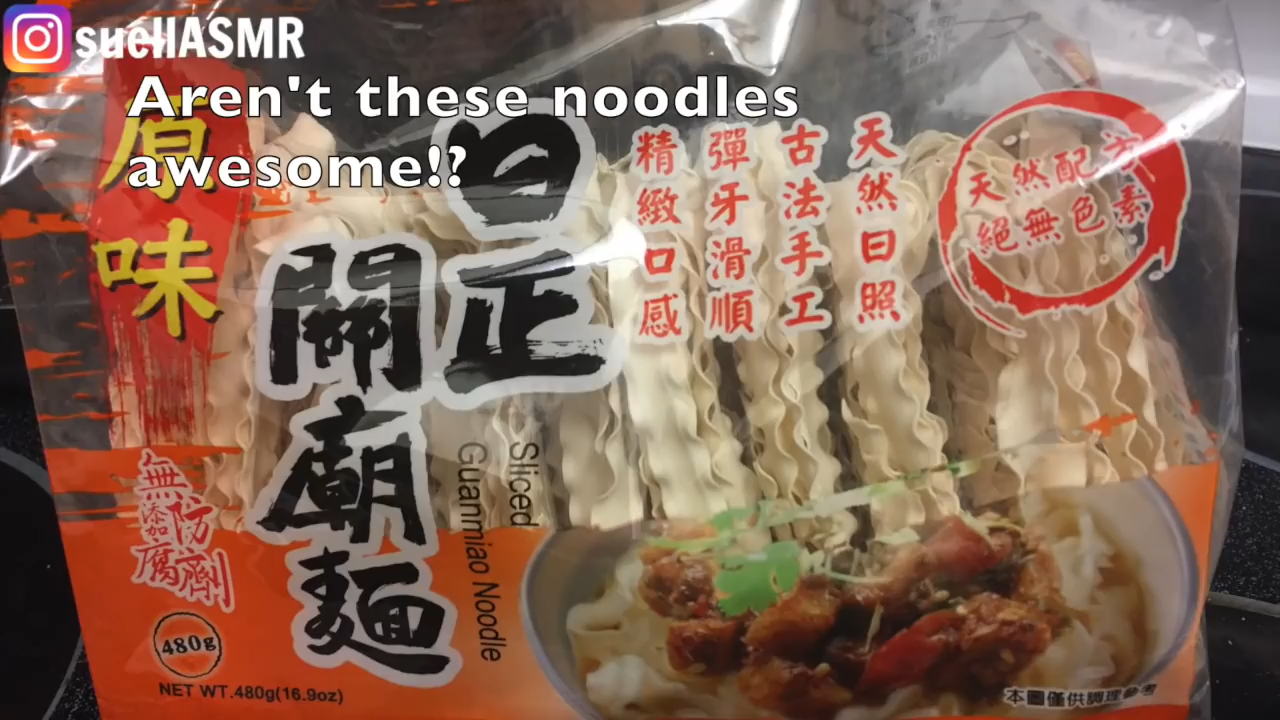 suellASMR
Aren't these noodles
awesome!?
原味
日正
關廟麵
Sliced
Guanmiao Noodle
天然日照
古法手工
彈牙滑順
精緻口感
天然配方
絕無色素
無添加
防腐劑
480g
NET WT.480g(16.9oz)
本圖僅供調理參考